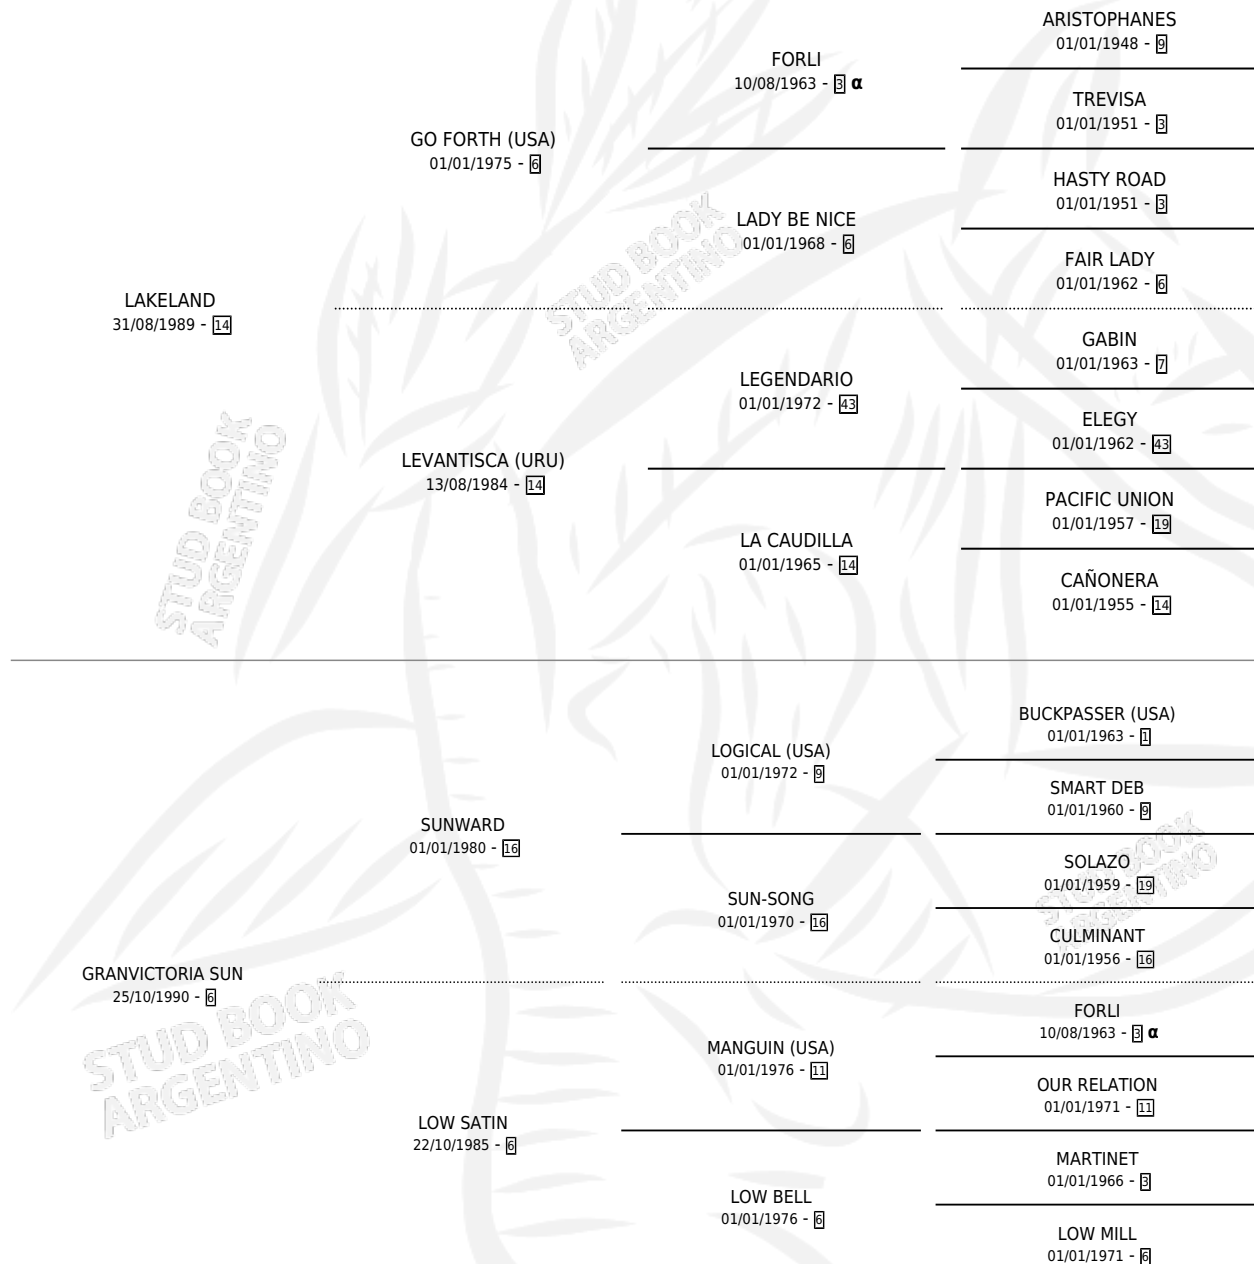 ARISTOPHANES
01/01/1948 - 9
FORLI
10/08/1963 - 3 α
TREVISA
01/01/1951 - 3
GO FORTH (USA)
01/01/1975 - 6
HASTY ROAD
01/01/1951 - 3
LADY BE NICE
01/01/1968 - 6
FAIR LADY
01/01/1962 - 6
LAKELAND
31/08/1989 - 14
GABIN
01/01/1963 - 7
LEGENDARIO
01/01/1972 - 43
ELEGY
01/01/1962 - 43
LEVANTISCA (URU)
13/08/1984 - 14
PACIFIC UNION
01/01/1957 - 19
LA CAUDILLA
01/01/1965 - 14
CAÑONERA
01/01/1955 - 14
BUCKPASSER (USA)
01/01/1963 - 1
LOGICAL (USA)
01/01/1972 - 9
SMART DEB
01/01/1960 - 9
SUNWARD
01/01/1980 - 16
SOLAZO
01/01/1959 - 19
SUN-SONG
01/01/1970 - 16
CULMINANT
01/01/1956 - 16
GRANVICTORIA SUN
25/10/1990 - 6
FORLI
10/08/1963 - 3 α
MANGUIN (USA)
01/01/1976 - 11
OUR RELATION
01/01/1971 - 11
LOW SATIN
22/10/1985 - 6
MARTINET
01/01/1966 - 3
LOW BELL
01/01/1976 - 6
LOW MILL
01/01/1971 - 6
STUD BOOK
ARGENTINO
STUD BOOK
ARGENTINO
STUD BOOK
ARGENTINO
STUD BOOK
ARGENTINO